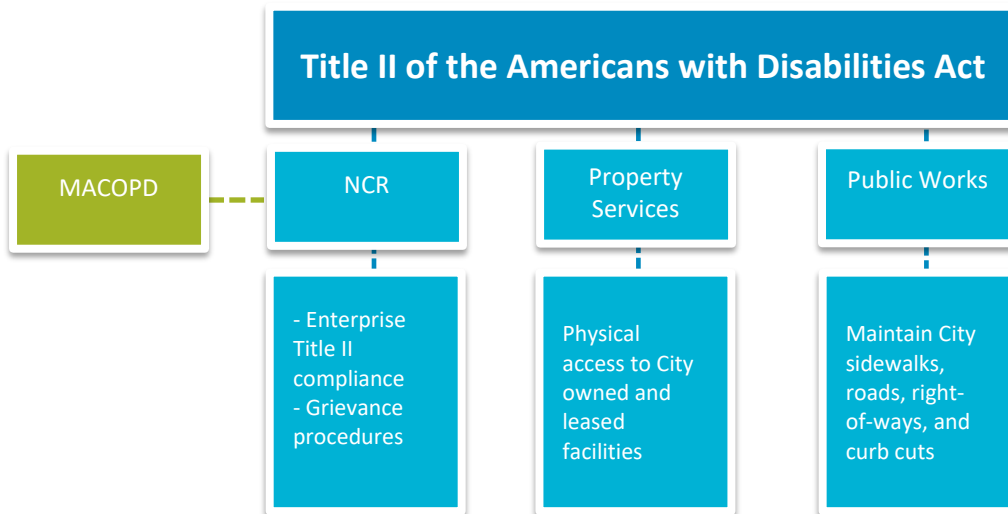 Title II of the Americans with Disabilities Act
MACOPD
NCR
Property
Services
Public Works
- Enterprise
Title II
compliance
- Grievance
procedures
Physical
access to City
owned and
leased
facilities
Maintain City
sidewalks,
roads, right-
of-ways, and
curb cuts